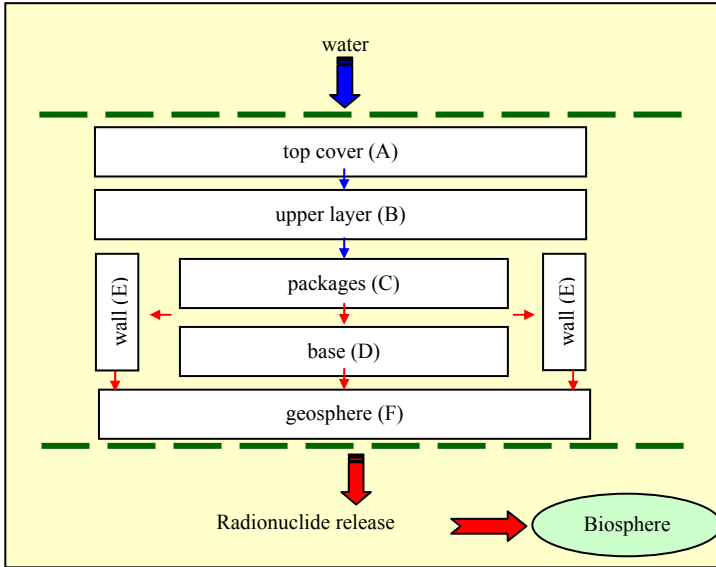 water
top cover (A)
upper layer (B)
wall (E)
packages (C)
wall (E)
base (D)
geosphere (F)
Radionuclide release
Biosphere